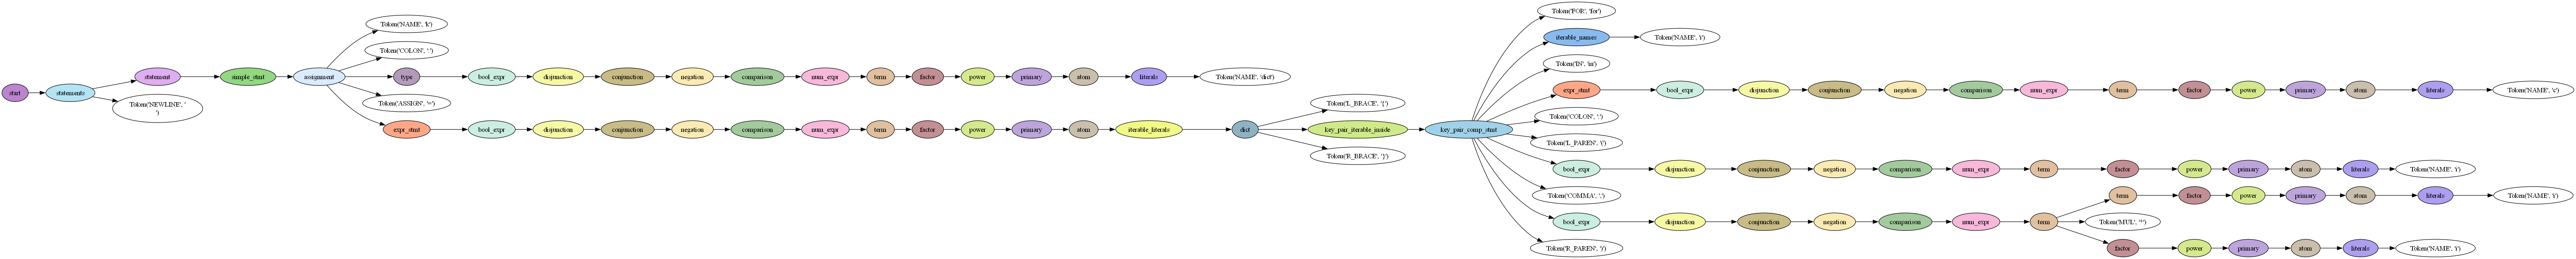 Token('FOR', 'for')
Token('NAME', 'k')
iterable_names
Token('NAME', 'i')
Token('COLON', ':')
Token('IN', 'in')
start
statements
statement
simple_stmt
assignment
type
bool_expr
disjunction
conjunction
negation
comparison
num_expr
term
factor
power
primary
atom
literals
Token('NAME', 'dict')
expr_stmt
bool_expr
disjunction
conjunction
negation
comparison
num_expr
term
factor
power
primary
atom
literals
Token('NAME', 'c')
Token('NEWLINE', '
')
Token('ASSIGN', '=')
Token('L_BRACE', '{')
Token('COLON', ':')
expr_stmt
bool_expr
disjunction
conjunction
negation
comparison
num_expr
term
factor
power
primary
atom
iterable_literals
dict
key_pair_iterable_inside
key_pair_comp_stmt
Token('L_PAREN', '(')
Token('R_BRACE', '}')
bool_expr
disjunction
conjunction
negation
comparison
num_expr
term
factor
power
primary
atom
literals
Token('NAME', 'i')
Token('COMMA', ',')
term
factor
power
primary
atom
literals
Token('NAME', 'i')
bool_expr
disjunction
conjunction
negation
comparison
num_expr
term
Token('MUL', '*')
Token('R_PAREN', ')')
factor
power
primary
atom
literals
Token('NAME', 'i')